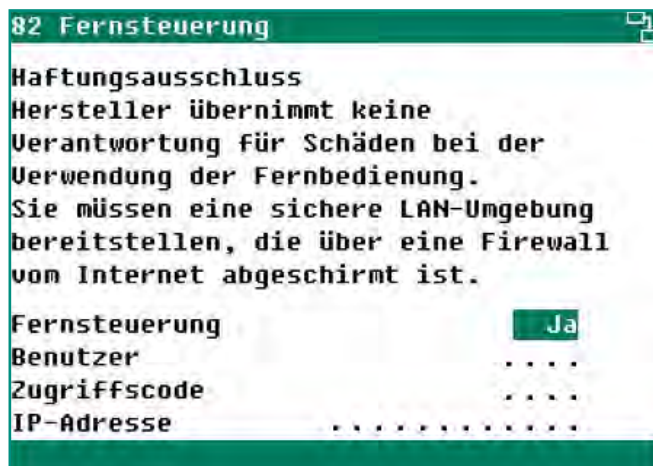 82 Fernsteuerung
Haftungsausschluss
Hersteller übernimmt keine
Verantwortung für Schäden bei der
Verwendung der Fernbedienung.
Sie müssen eine sichere LAN-Umgebung
bereitstellen, die über eine Firewall
vom Internet abgeschirmt ist.
Fernsteuerung Ja
Benutzer ....
Zugriffscode ....
IP-Adresse ............